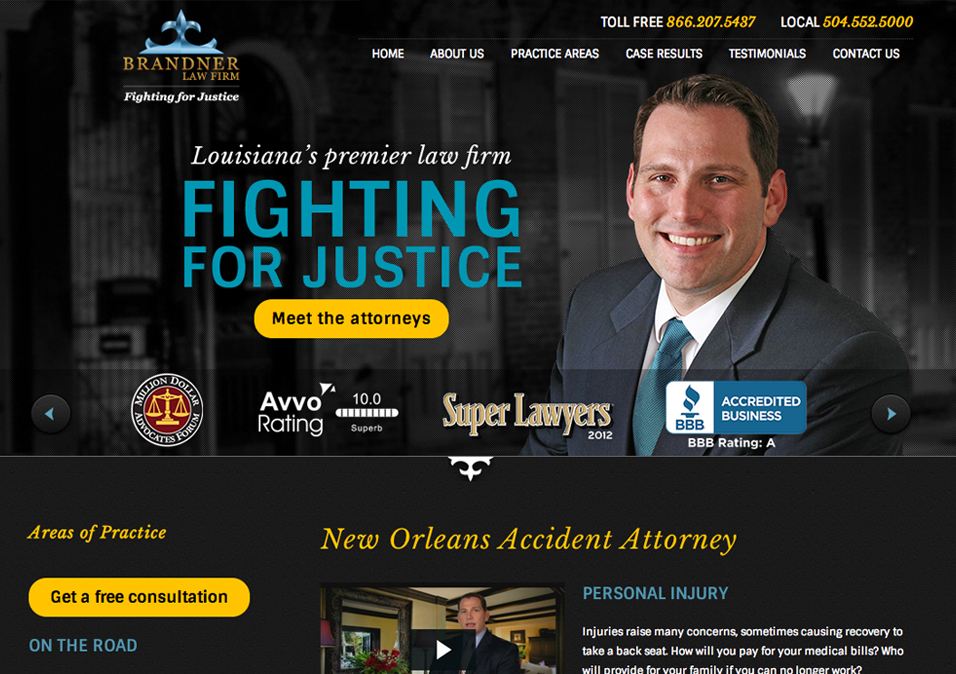 TOLL FREE 866.207.5487 LOCAL 504.552.5000
BRANDNER
LAW FIRM
Fighting for Justice
HOME ABOUT US PRACTICE AREAS CASE RESULTS TESTIMONIALS CONTACT US
Louisiana's premier law firm
FIGHTING
FOR JUSTICE
Meet the attorneys
MILLION DOLLAR
ADVOCATES FORUM
Avvo
Rating
10.0
Superb
Super Lawyers
2012
BBB
ACCREDITED
BUSINESS
BBB Rating: A
Areas of Practice
Get a free consultation
ON THE ROAD
New Orleans Accident Attorney
PERSONAL INJURY
Injuries raise many concerns, sometimes causing recovery to
take a back seat. How will you pay for your medical bills? Who
will provide for your family if you can no longer work?